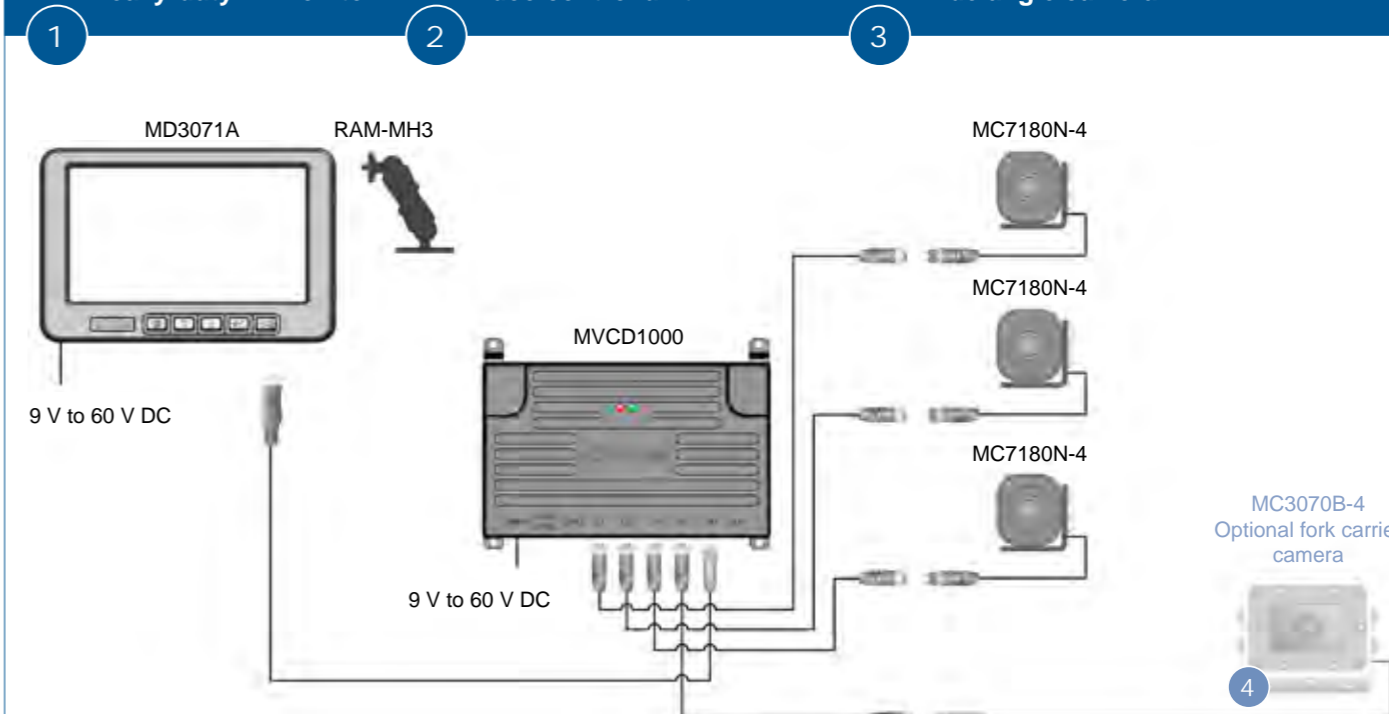 1
2
3
MD3071A
RAM-MH3
MC7180N-4
MC7180N-4
MVCD1000
9 V to 60 V DC
MC7180N-4
MC3070B-4
Optional fork carrie
camera
9 V to 60 V DC
4